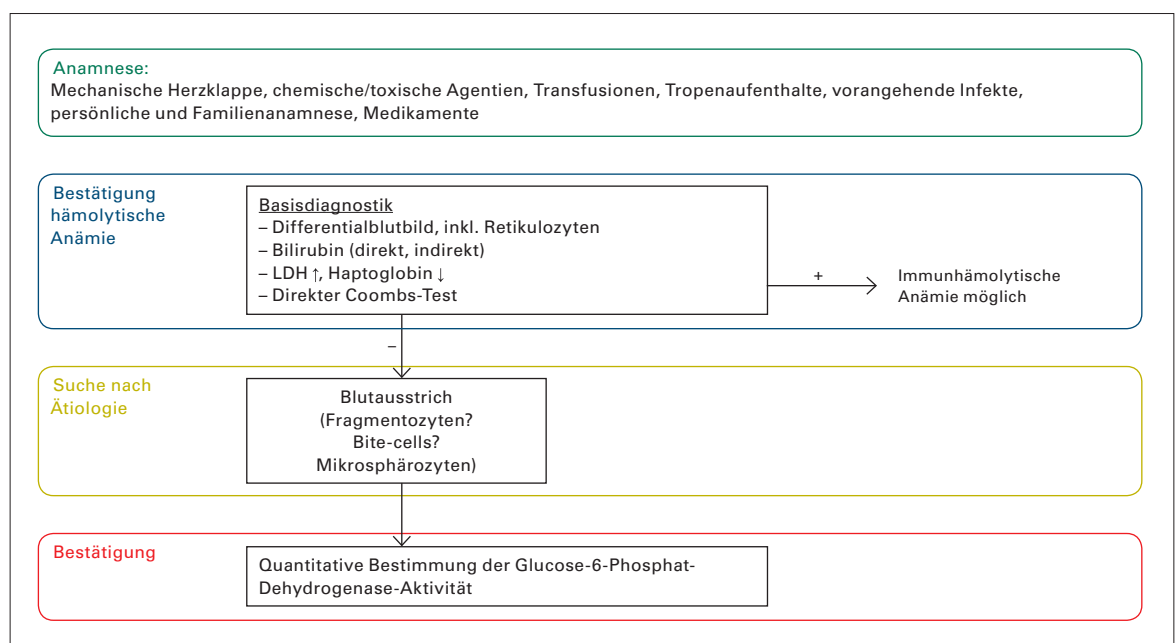 Anamnese:
Mechanische Herzklappe, chemische/toxische Agentien, Transfusionen, Tropenaufenthalte, vorangehende Infekte,
persönliche und Familienanamnese, Medikamente
Bestätigung
hämolytische
Anämie
Basisdiagnostik
– Differentialblutbild, inkl. Retikulozyten
– Bilirubin (direkt, indirekt)
– LDH ↑, Haptoglobin ↓
– Direkter Coombs-Test
+
Immunhämolytische
Anämie möglich
–
Suche nach
Ätiologie
Blutausstrich
(Fragmentozyten?
Bite-cells?
Mikrosphärozyten)
Bestätigung
Quantitative Bestimmung der Glucose-6-Phosphat-
Dehydrogenase-Aktivität